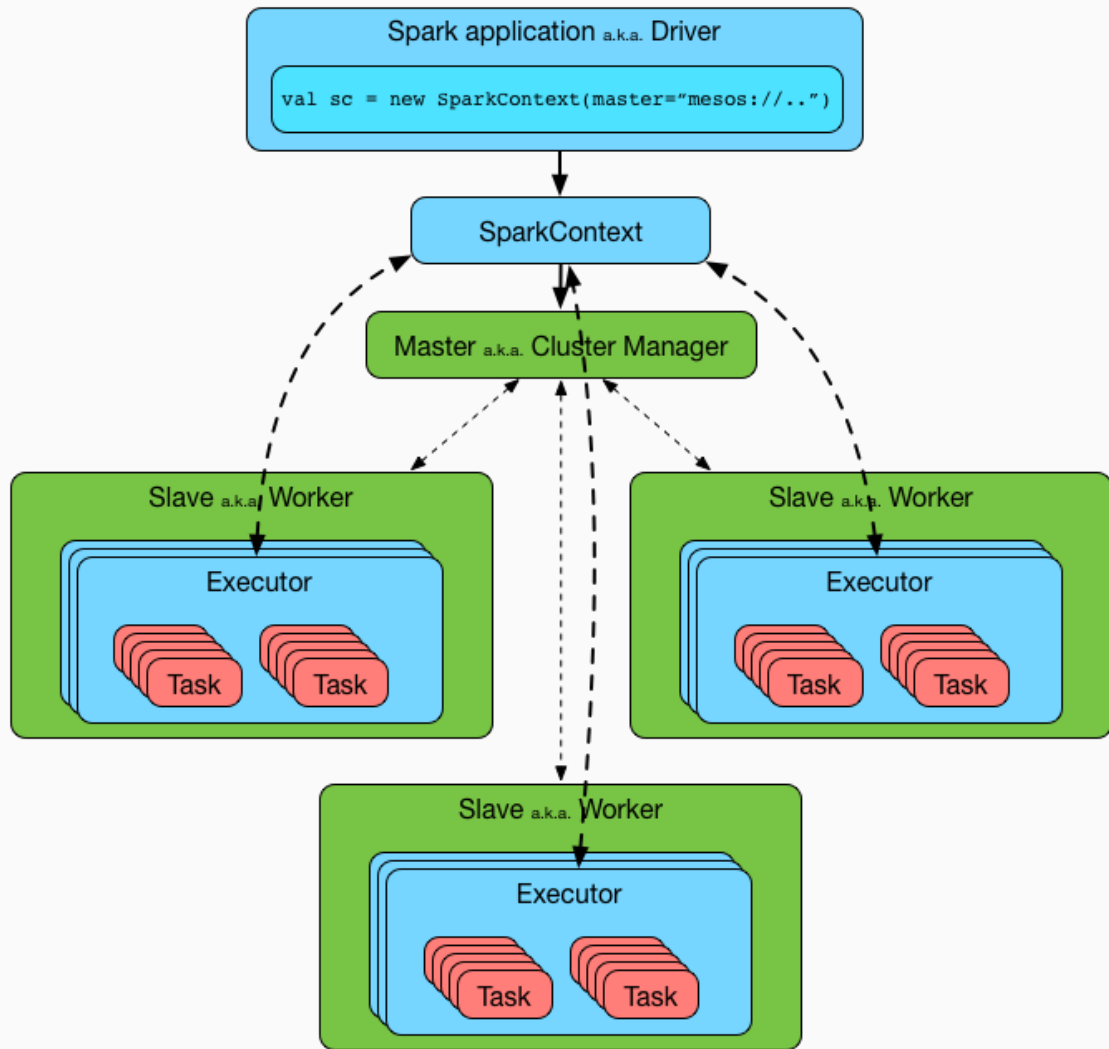 Spark application a.k.a. Driver
val sc = new SparkContext(master=“mesos://..”)
SparkContext
Master a.k.a. Cluster Manager
Slave a.k.a. Worker
Executor
Task
Task
Slave a.k.a. Worker
Executor
Task
Task
Slave a.k.a. Worker
Executor
Task
Task